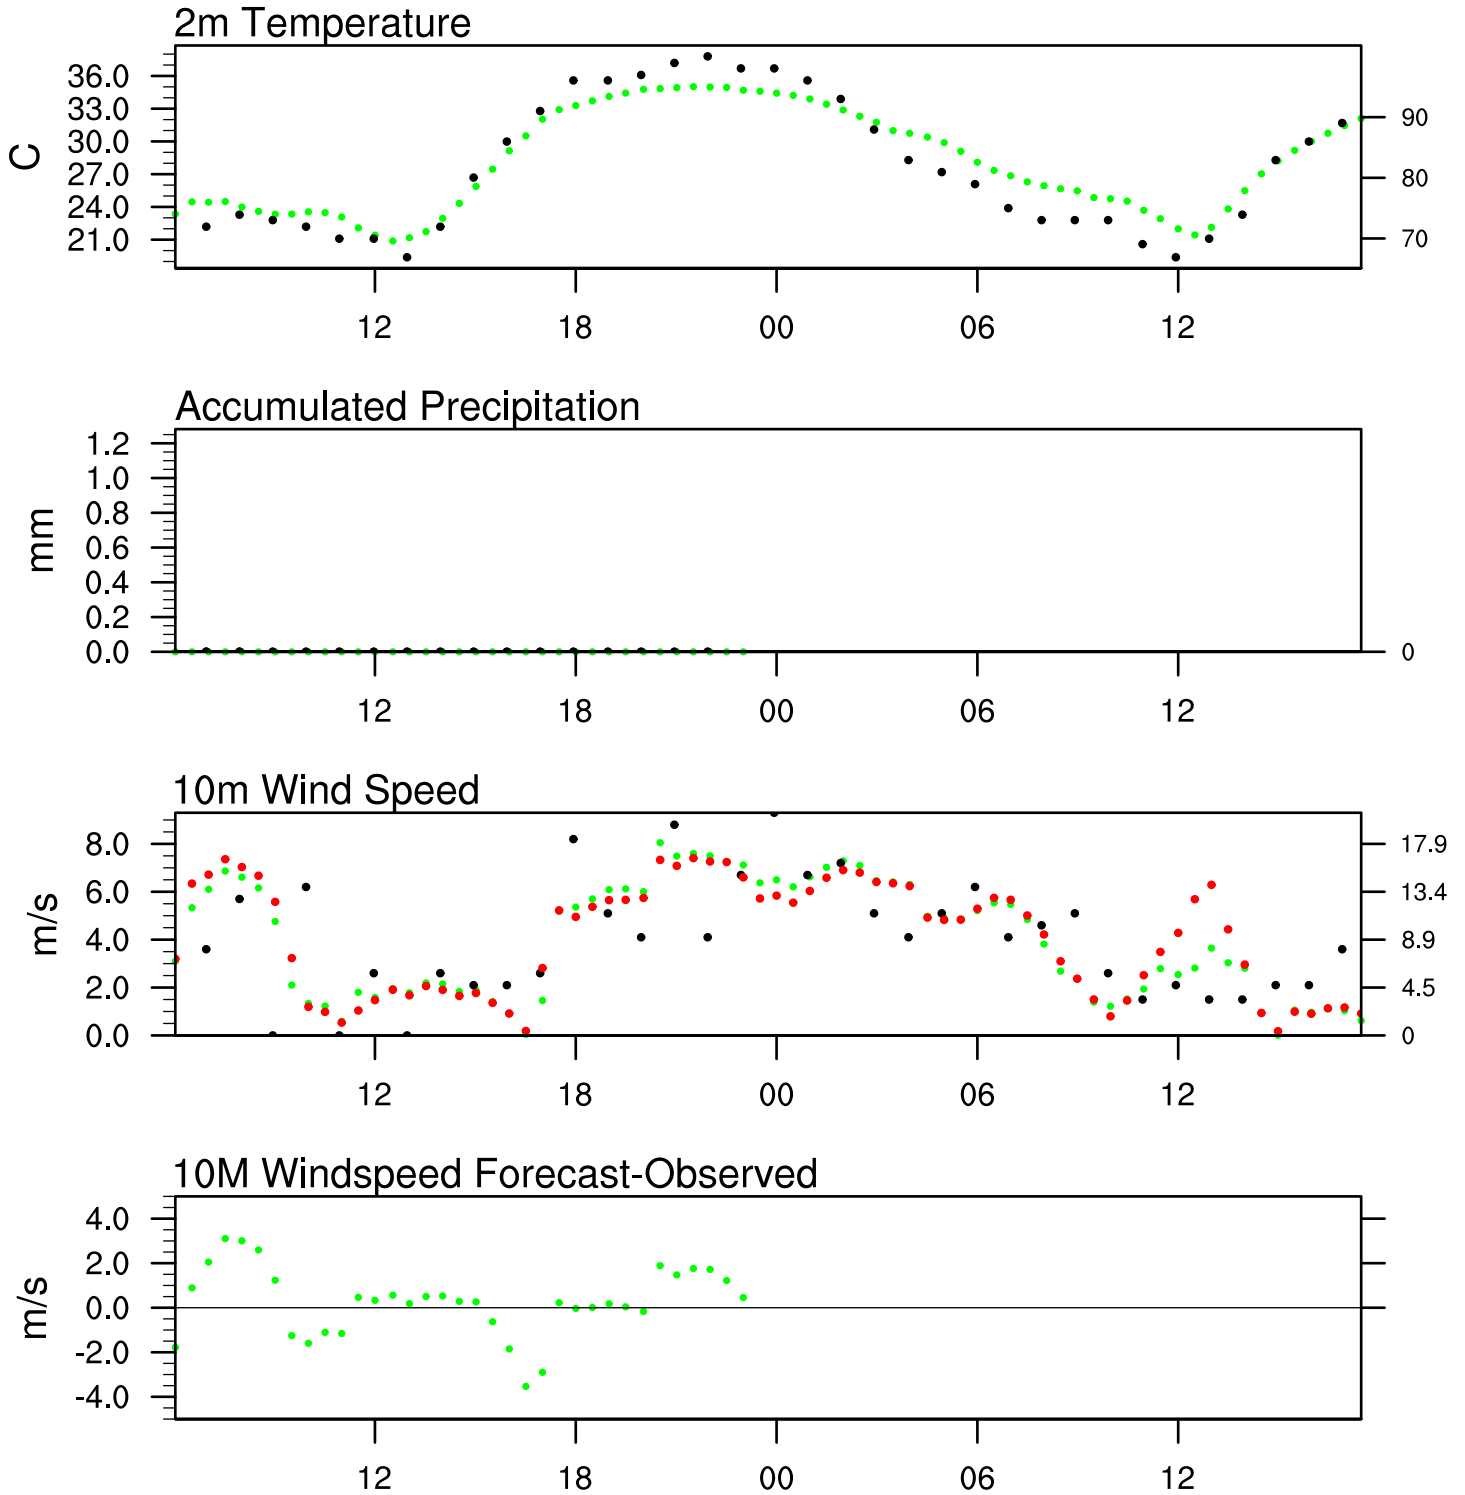 2m Temperature
36.0
33.0
30.0
27.0
24.0
21.0
C
90
80
70
12 18 00 06 12
Accumulated Precipitation
1.2
1.0
0.8
0.6
0.4
0.2
0.0
mm
0
12 18 00 06 12
10m Wind Speed
8.0
6.0
4.0
2.0
0.0
m/s
17.9
13.4
8.9
4.5
0
12 18 00 06 12
10M Windspeed Forecast-Observed
4.0
2.0
0.0
-2.0
-4.0
m/s
12 18 00 06 12